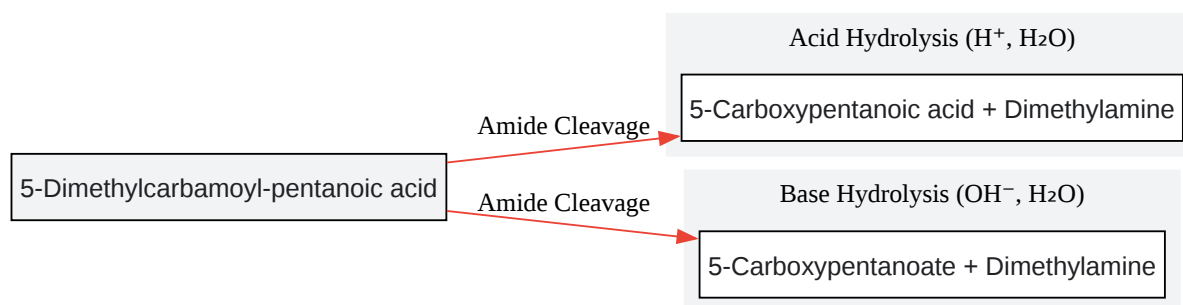 Acid Hydrolysis (H⁺, H₂O)
5-Carboxypentanoic acid + Dimethylamine
Amide Cleavage
5-Dimethylcarbamoyl-pentanoic acid
Amide Cleavage
Base Hydrolysis (OH⁻, H₂O)
5-Carboxypentanoate + Dimethylamine